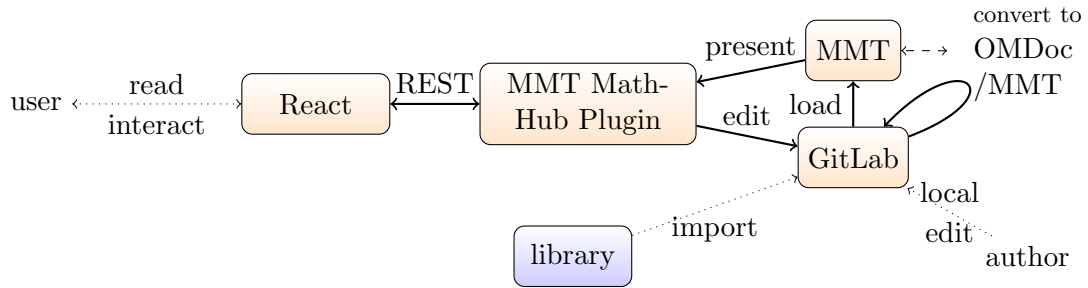 convert to
present
MMT
OMDoc
/MMT
read
REST
MMT Math-
Hub Plugin
user
React
load
interact
edit
GitLab
local
import
edit
library
author